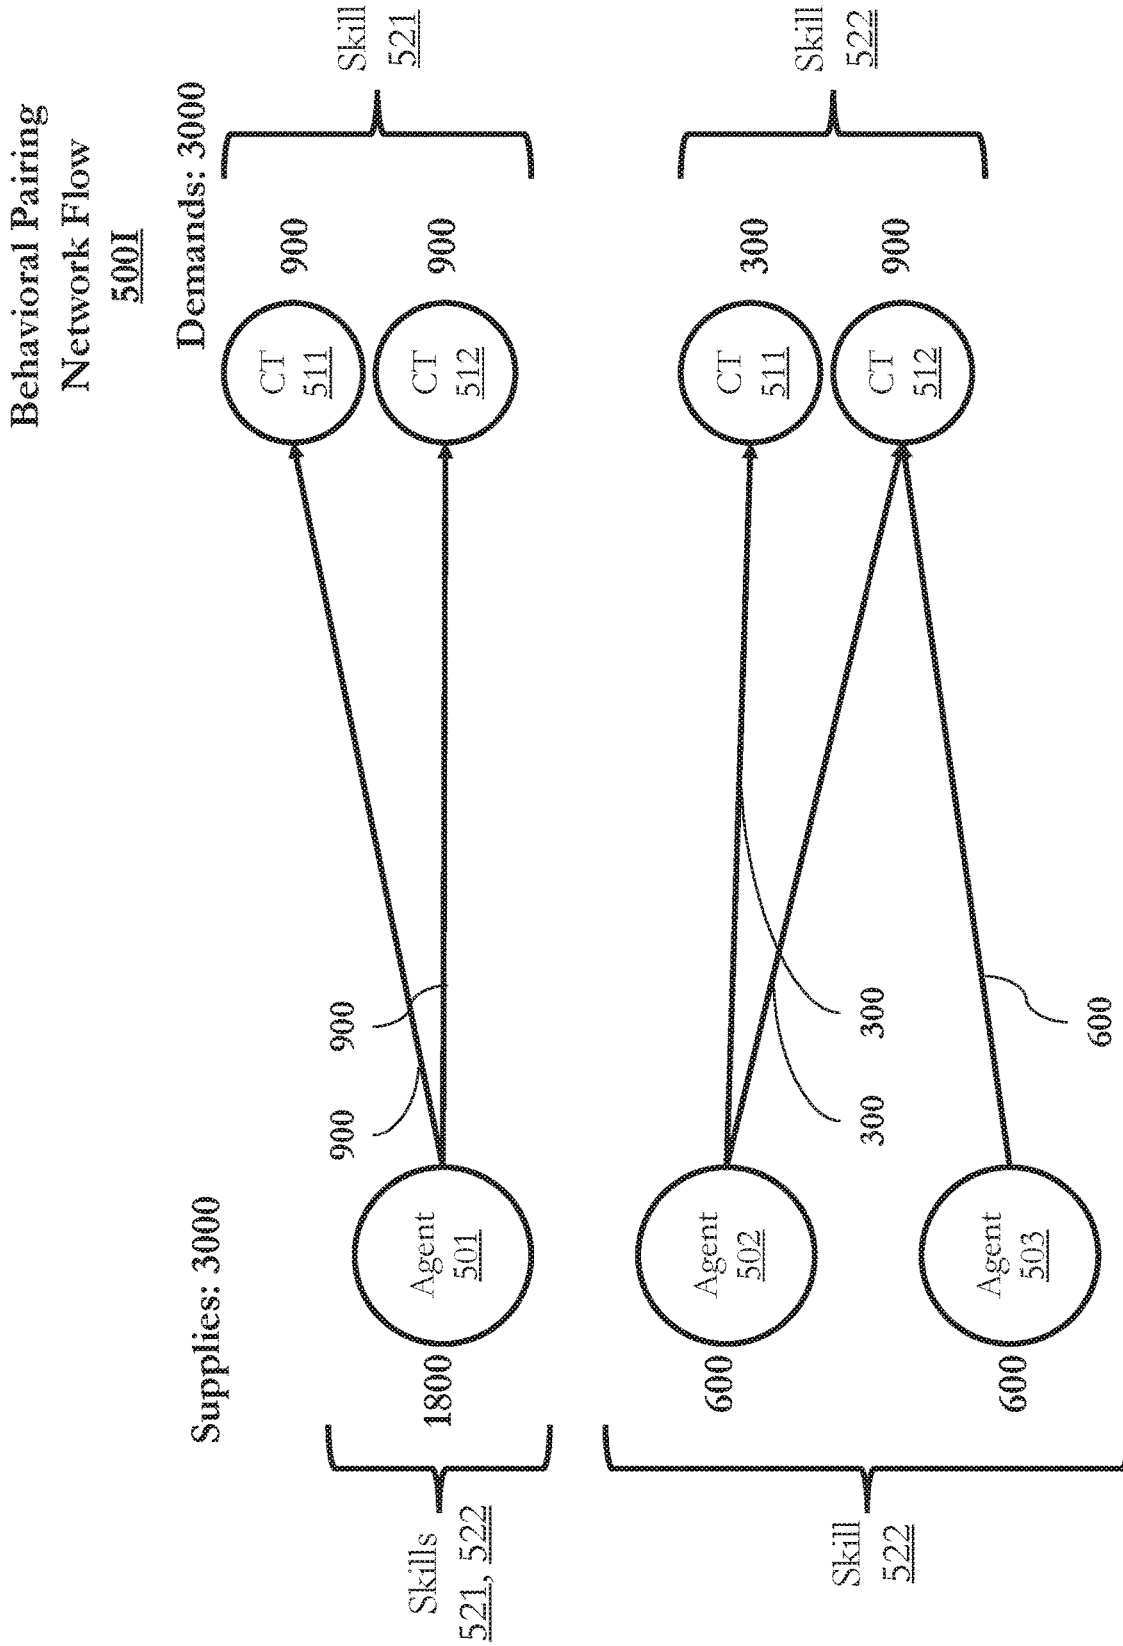 Behavioral Pairing
Network Flow
500I
Supplies: 3000
Demands: 3000
Skills
521, 522
1800
Agent
501
900
900
CT
511
900
CT
512
900
Skill
521
Skill
522
600
Agent
502
300
300
CT
511
300
CT
512
900
Skill
522
600
Agent
503
600